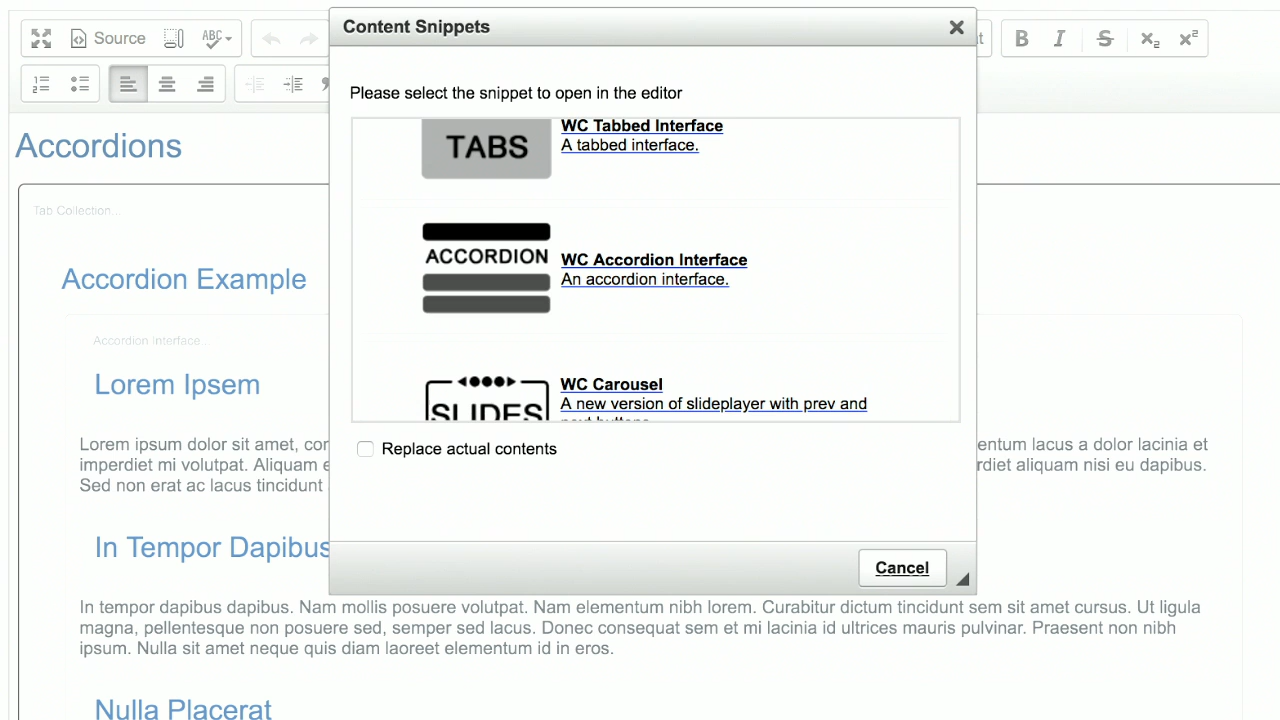 Content Snippets
Source
ABC
B I S x₂ x²
Please select the snippet to open in the editor
Accordions
TABS
WC Tabbed Interface
A tabbed interface.
Tab Collection...
ACCORDION
WC Accordion Interface
An accordion interface.
Accordion Example
Accordion Interface...
Lorem Ipsem
SLIDES
WC Carousel
A new version of slideplayer with prev and
Replace actual contents
Lorem ipsum dolor sit amet, entum lacus a dolor lacinia et
imperdiet mi volutpat. Aliquam aliquam nisi eu dapibus.
Sed non erat ac lacus tincidunt
In Tempor Dapibus
Cancel
In tempor dapibus dapibus. Nam mollis posuere volutpat. Nam elementum nibh lorem. Curabitur dictum tincidunt sem sit amet cursus. Ut ligula
magna, pellentesque non posuere sed, semper sed lacus. Donec consequat sem et mi lacinia id ultrices mauris pulvinar. Praesent non nibh
ipsum. Nulla sit amet neque quis diam laoreet elementum id in eros.
Nulla Placerat